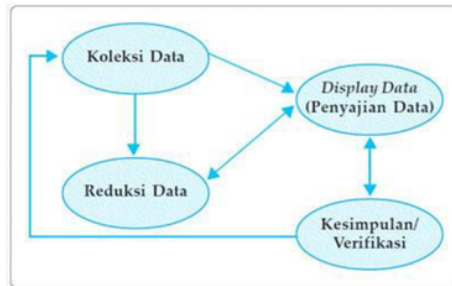 Koleksi Data
Display Data
(Penyajian Data)
Reduksi Data
Kesimpulan/
Verifikasi